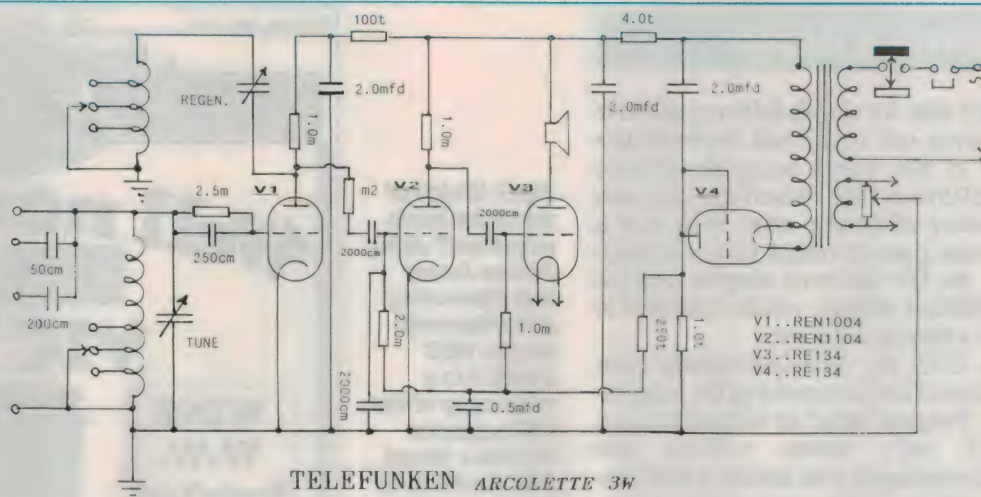 100t
4.0t
REGEN.
2.0mfd
1.0m
1.0m
2.0mfd
2.0mfd
2.5m
V1
m2
V2
2000cm
V3
V4
250cm
2000cm
50cm
200cm
TUNE
2.0m
1.0m
250t
1.0t
2000cm
0.5mfd
V1..REN1004
V2..REN1104
V3..RE134
V4..RE134
TELEFUNKEN ARCOLETTE 3W